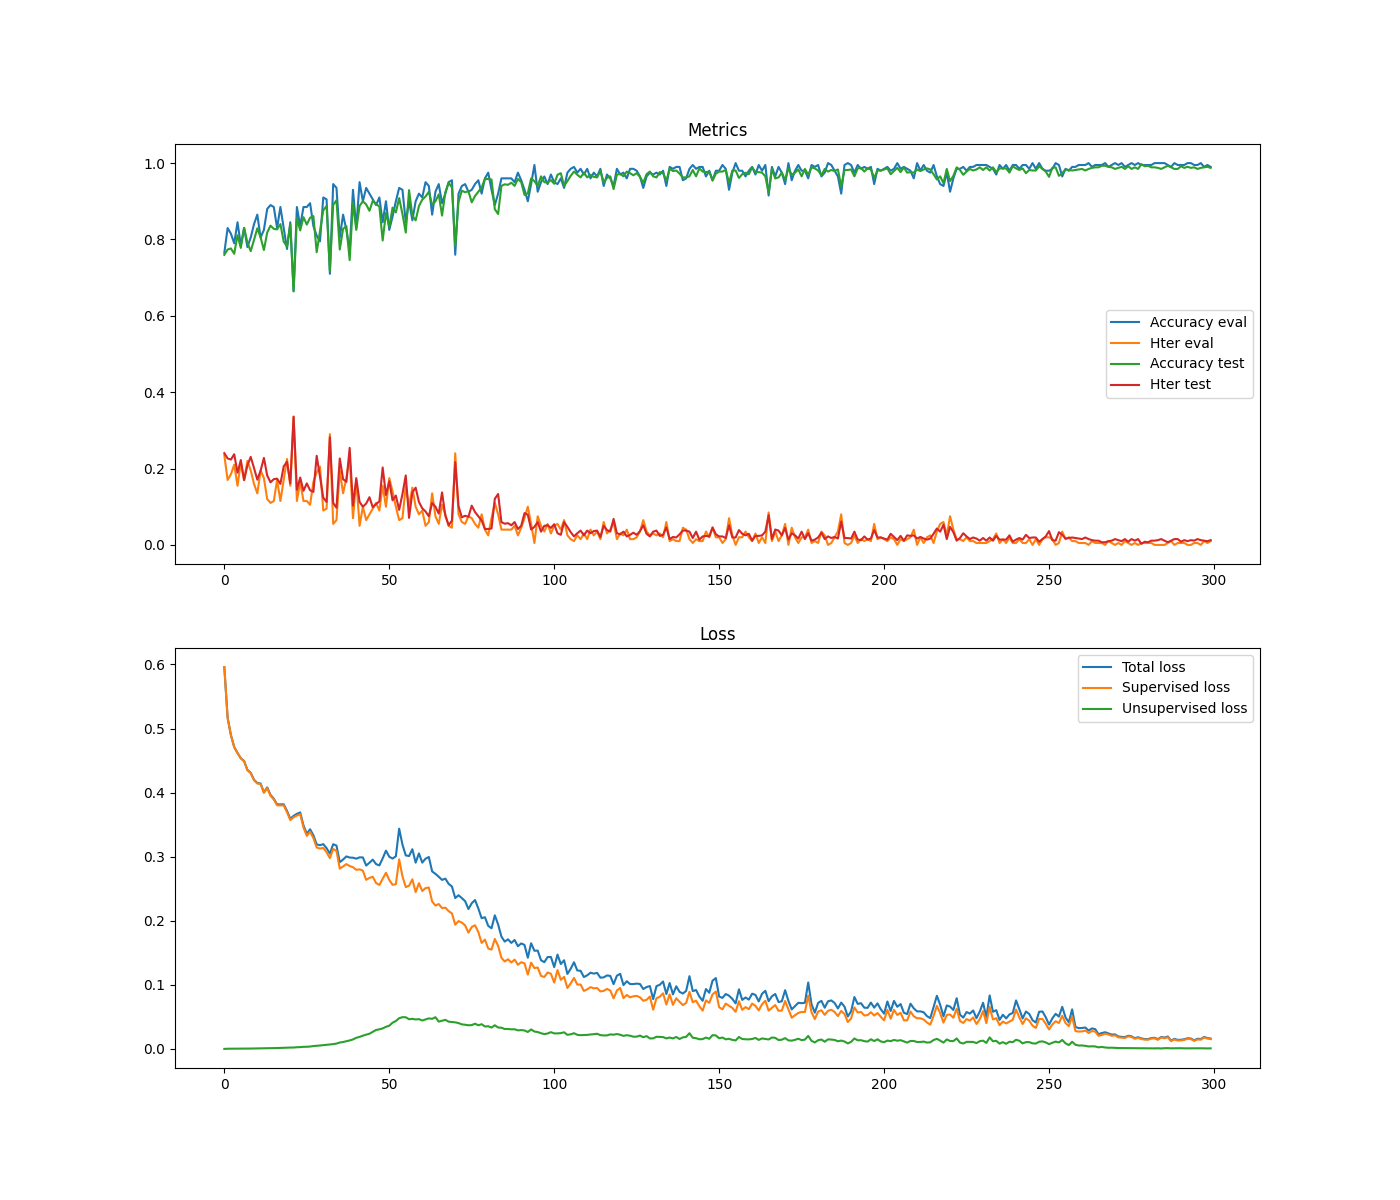 Metrics
1.0
0.8
0.6
0.4
0.2
0.0
Accuracy eval
Hter eval
Accuracy test
Hter test
0 50 100 150 200 250 300
Loss
0.6
0.5
0.4
0.3
0.2
0.1
0.0
Total loss
Supervised loss
Unsupervised loss
0 50 100 150 200 250 300